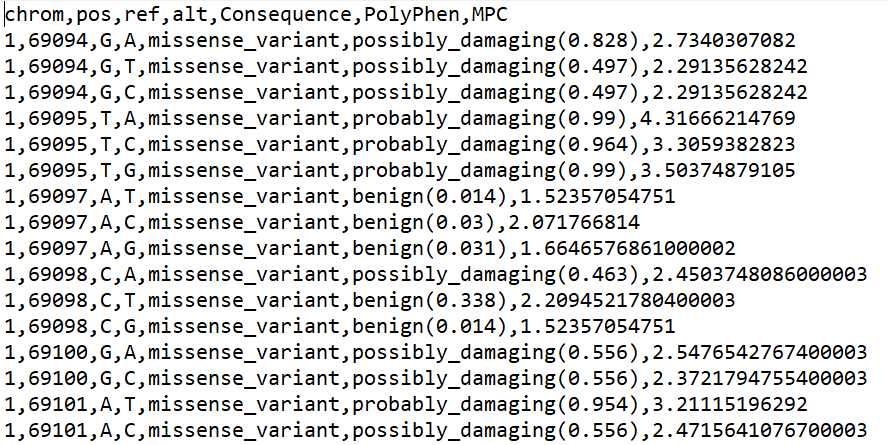 chrom,pos,ref,alt,Consequence,PolyPhen,MPC
1,69094,G,A,missense_variant,possibly_damaging(0.828),2.7340307082
1,69094,G,T,missense_variant,possibly_damaging(0.497),2.29135628242
1,69094,G,C,missense_variant,possibly_damaging(0.497),2.29135628242
1,69095,T,A,missense_variant,probably_damaging(0.99),4.31666214769
1,69095,T,C,missense_variant,probably_damaging(0.964),3.3059382823
1,69095,T,G,missense_variant,probably_damaging(0.99),3.50374879105
1,69097,A,T,missense_variant,benign(0.014),1.52357054751
1,69097,A,C,missense_variant,benign(0.03),2.071766814
1,69097,A,G,missense_variant,benign(0.031),1.6646576861000002
1,69098,C,A,missense_variant,possibly_damaging(0.463),2.4503748086000003
1,69098,C,T,missense_variant,benign(0.338),2.2094521780400003
1,69098,C,G,missense_variant,benign(0.014),1.52357054751
1,69100,G,A,missense_variant,possibly_damaging(0.556),2.5476542767400003
1,69100,G,C,missense_variant,possibly_damaging(0.556),2.3721794755400003
1,69101,A,T,missense_variant,probably_damaging(0.954),3.21115196292
1,69101,A,C,missense_variant,possibly_damaging(0.556),2.4715641076700003